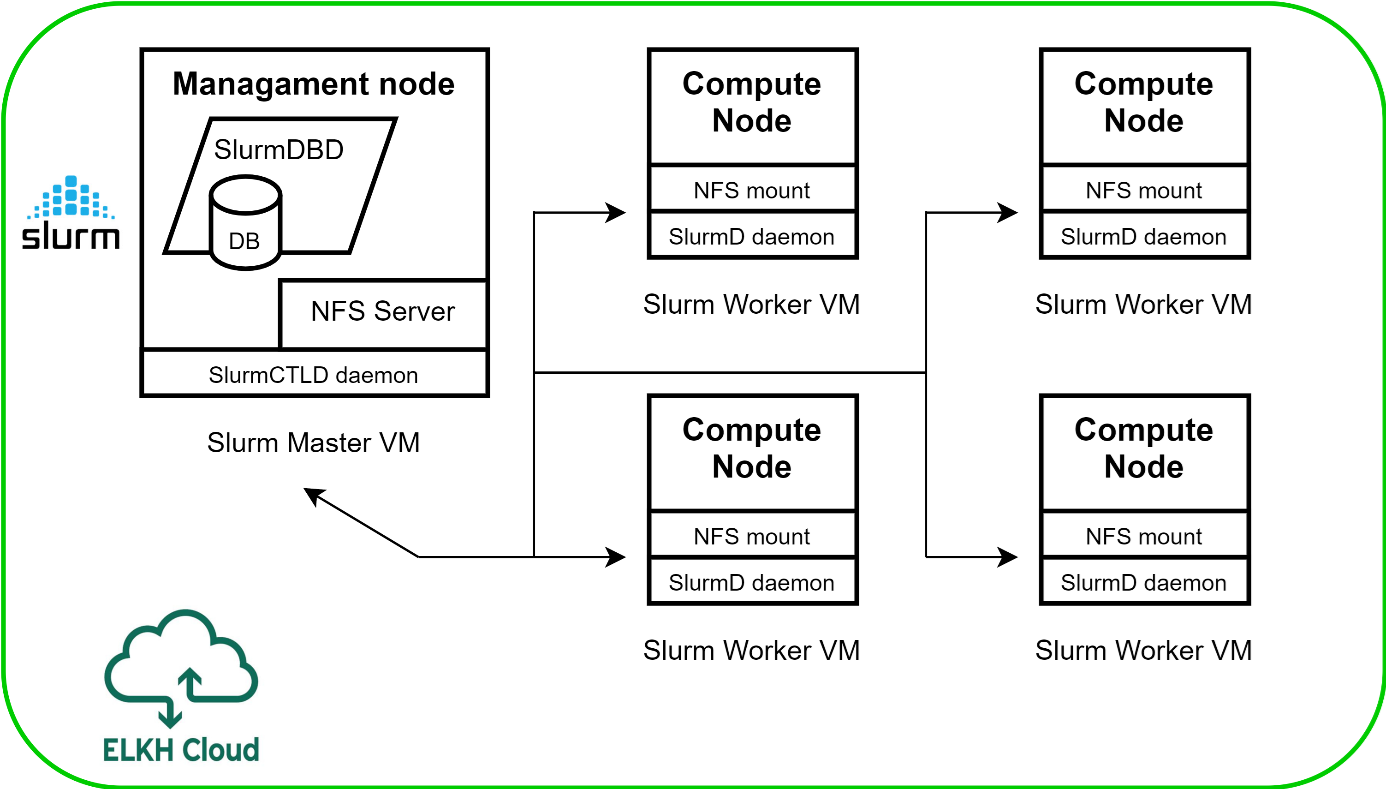 Managament node
SlurmDBD
DB
NFS Server
SlurmCTLD daemon
Slurm Master VM
slurm
Compute
Node
NFS mount
SlurmD daemon
Slurm Worker VM
Compute
Node
NFS mount
SlurmD daemon
Slurm Worker VM
Compute
Node
NFS mount
SlurmD daemon
Slurm Worker VM
Compute
Node
NFS mount
SlurmD daemon
Slurm Worker VM
ELKH Cloud